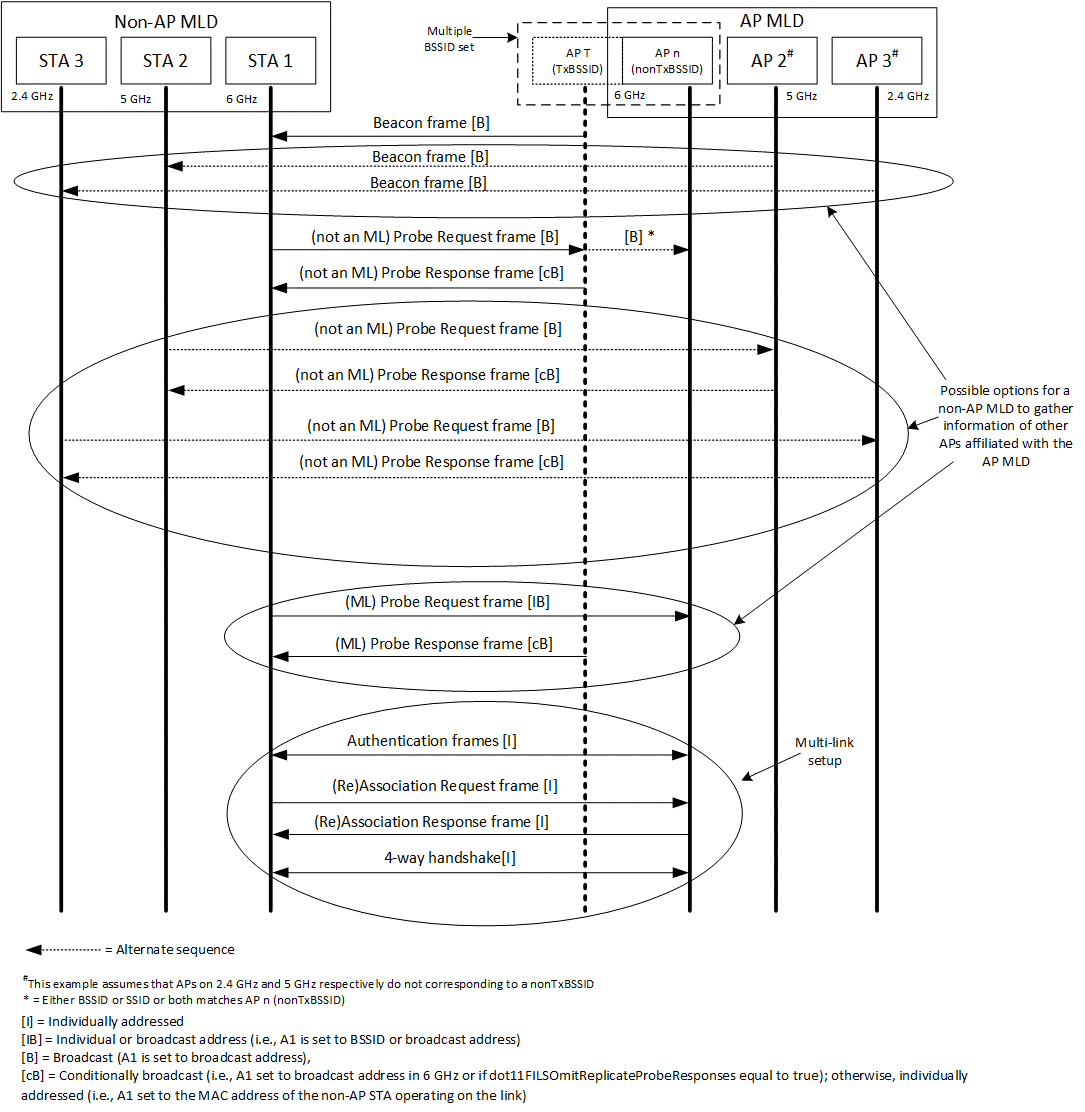 Non-AP MLD
STA 3
STA 2
STA 1
2.4 GHz
5 GHz
6 GHz
Multiple
BSSID set
AP MLD
AP T
(TxBSSID)
AP n
(nonTxBSSID)
AP 2#
AP 3#
6 GHz
5 GHz
2.4 GHz
Beacon frame [B]
Beacon frame [B]
Beacon frame [B]
(not an ML) Probe Request frame [B]
[B] *
(not an ML) Probe Response frame [cB]
(not an ML) Probe Request frame [B]
(not an ML) Probe Response frame [cB]
(not an ML) Probe Request frame [B]
(not an ML) Probe Response frame [cB]
Possible options for a
non-AP MLD to gather
information of other
APs affiliated with the
AP MLD
(ML) Probe Request frame [IB]
(ML) Probe Response frame [cB]
Authentication frames [I]
(Re)Association Request frame [I]
(Re)Association Response frame [I]
4-way handshake[I]
Multi-link
setup
= Alternate sequence
#This example assumes that APs on 2.4 GHz and 5 GHz respectively do not corresponding to a nonTxBSSID
* = Either BSSID or SSID or both matches AP n (nonTxBSSID)
[I] = Individually addressed
[IB] = Individual or broadcast address (i.e., A1 is set to BSSID or broadcast address)
[B] = Broadcast (A1 is set to broadcast address),
[cB] = Conditionally broadcast (i.e., A1 set to broadcast address in 6 GHz or if dot11FILSOmitReplicateProbeResponses equal to true); otherwise, individually
addressed (i.e., A1 set to the MAC address of the non-AP STA operating on the link)